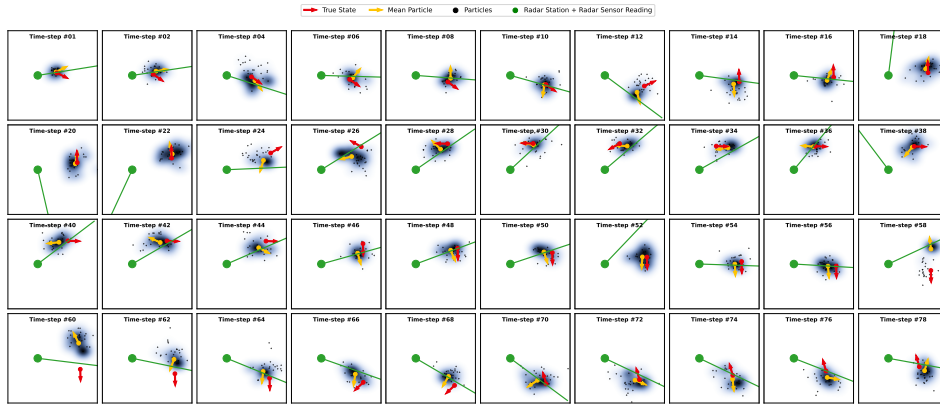 True State Mean Particle Particles Radar Station + Radar Sensor Reading
Time-step #01 Time-step #02 Time-step #04 Time-step #06 Time-step #08 Time-step #10 Time-step #12 Time-step #14 Time-step #16 Time-step #18
Time-step #20 Time-step #22 Time-step #24 Time-step #26 Time-step #28 Time-step #30 Time-step #32 Time-step #34 Time-step #36 Time-step #38
Time-step #40 Time-step #42 Time-step #44 Time-step #46 Time-step #48 Time-step #50 Time-step #52 Time-step #54 Time-step #56 Time-step #58
Time-step #60 Time-step #62 Time-step #64 Time-step #66 Time-step #68 Time-step #70 Time-step #72 Time-step #74 Time-step #76 Time-step #78